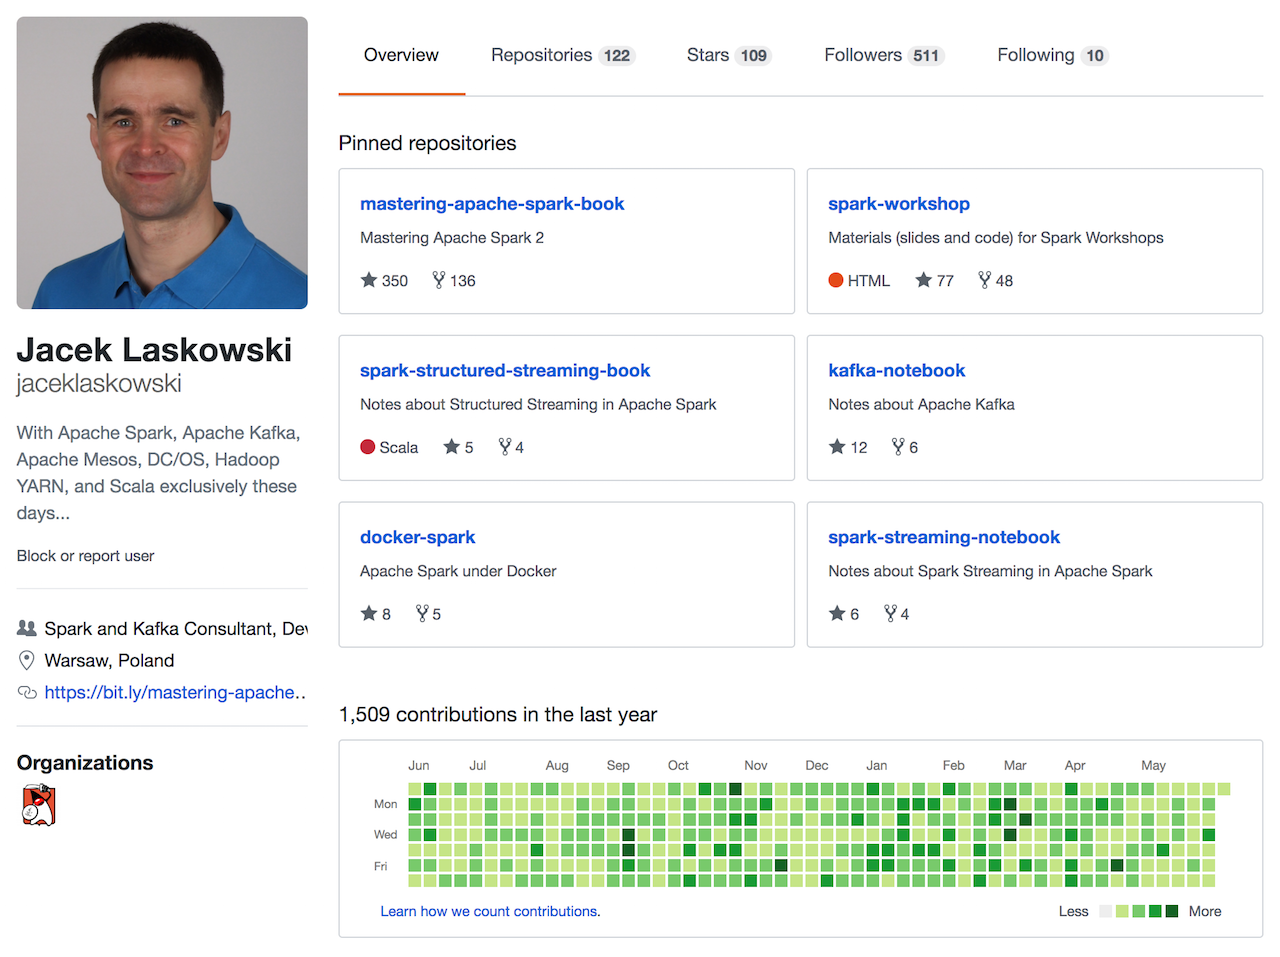 Overview Repositories 122 Stars 109 Followers 511 Following 10
Jacek Laskowski
jaceklaskowski
With Apache Spark, Apache Kafka,
Apache Mesos, DC/OS, Hadoop
YARN, and Scala exclusively these
days...
Block or report user
Spark and Kafka Consultant, Dev
Warsaw, Poland
https://bit.ly/mastering-apache...
Organizations
Pinned repositories
mastering-apache-spark-book
Mastering Apache Spark 2
350 136
spark-workshop
Materials (slides and code) for Spark Workshops
HTML 77 48
spark-structured-streaming-book
Notes about Structured Streaming in Apache Spark
Scala 5 4
kafka-notebook
Notes about Apache Kafka
12 6
docker-spark
Apache Spark under Docker
8 5
spark-streaming-notebook
Notes about Spark Streaming in Apache Spark
6 4
1,509 contributions in the last year
Jun Jul Aug Sep Oct Nov Dec Jan Feb Mar Apr May
Mon
Wed
Fri
Learn how we count contributions.
Less More